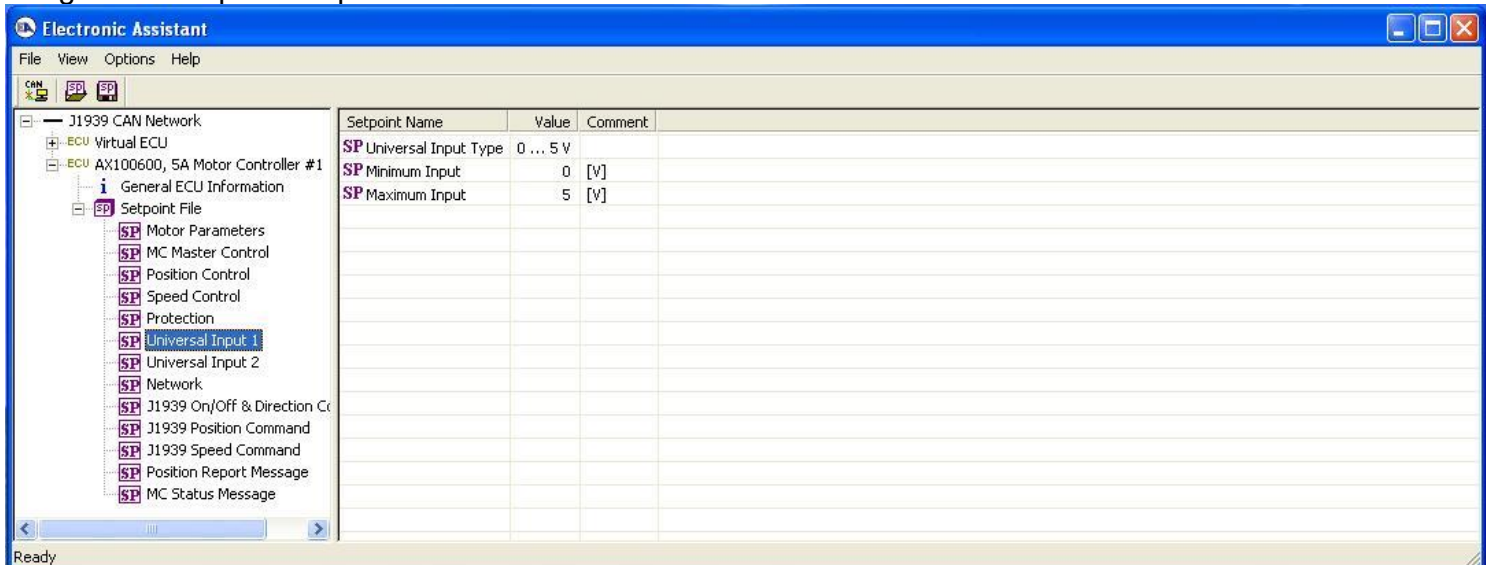 Electronic Assistant
File View Options Help
CAN SP SP
J1939 CAN Network
ECU Virtual ECU
ECU AX100600, 5A Motor Controller #1
i General ECU Information
SP Setpoint File
SP Motor Parameters
SP MC Master Control
SP Position Control
SP Speed Control
SP Protection
SP Universal Input 1
SP Universal Input 2
SP Network
SP J1939 On/Off & Direction
SP J1939 Position Command
SP J1939 Speed Command
SP Position Report Message
SP MC Status Message
Setpoint Name Value Comment
SP Universal Input Type 0 ... 5 V
SP Minimum Input 0 [V]
SP Maximum Input 5 [V]
Ready